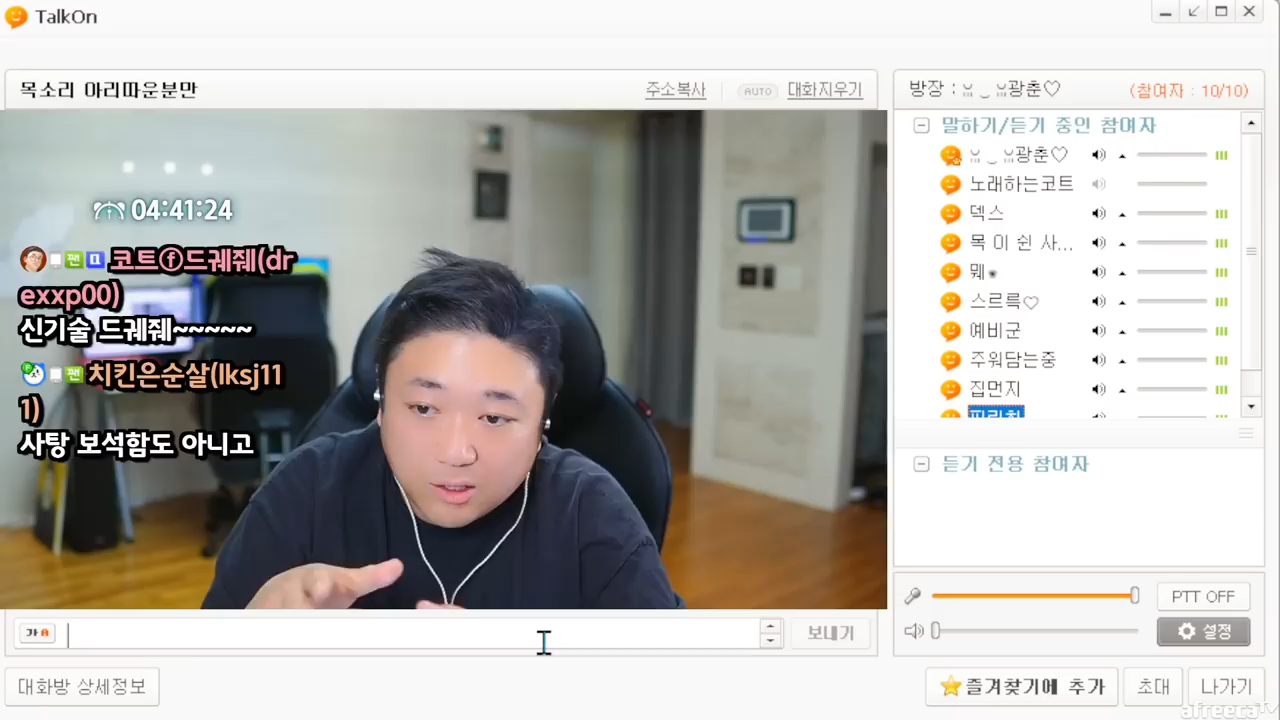 TalkOn
목소리 아리따운분만
주소복사
AUTO
대화지우기
방장 : ㅤ광춘♡
(참여자 : 10/10)
04:41:24
팬
코트ⓕ드궤줴(dr
exxp00)
신기술 드궤줴~~~~~
팬
치킨은순살(lksj11
1)
사탕 보석함도 아니고
말하기/듣기 중인 참여자
광춘♡
노래하는코트
덱스
목 이 쉰 사...
뭬
스르륵♡
예비군
주워담는중
집먼지
듣기 전용 참여자
가A
보내기
PTT OFF
설정
대화방 상세정보
즐겨찾기에 추가
초대
나가기
afreecaTV